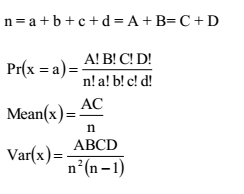 n = a + b + c + d = A + B= C + D
Pr(x = a) = A! B! C! D! / n! a! b! c! d!
Mean(x) = AC / n
Var(x) = ABCD / n²(n − 1)